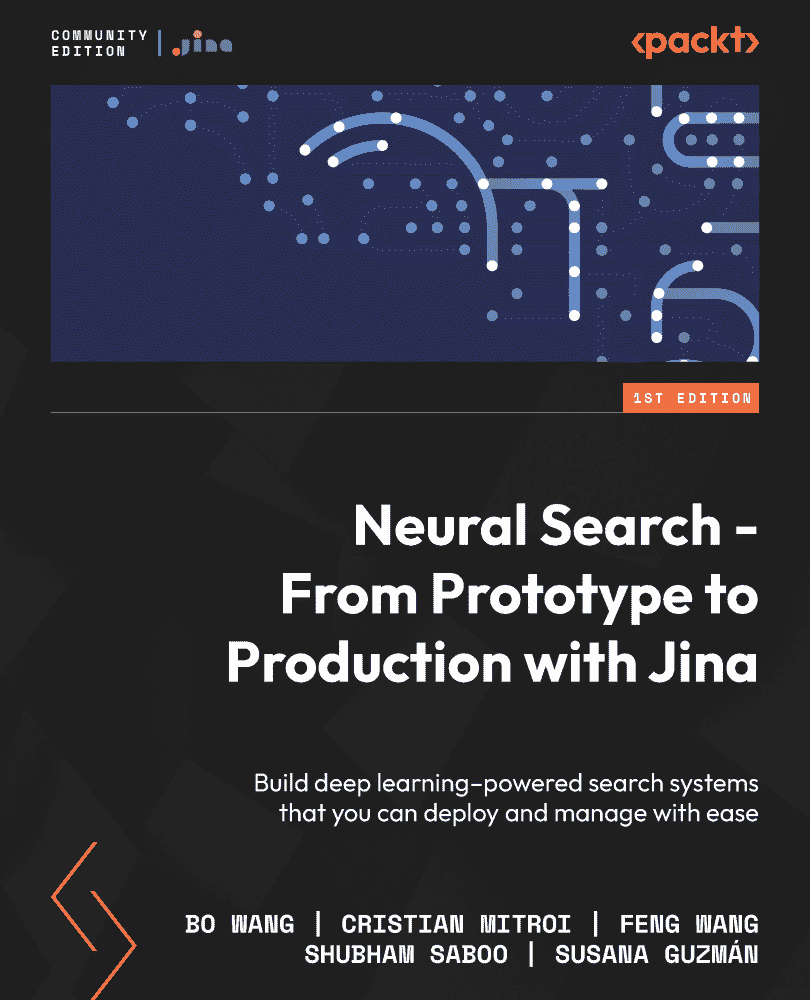 COMMUNITY
EDITION
Jina
<packt>
1ST EDITION
Neural Search -
From Prototype to
Production with Jina
Build deep learning-powered search systems
that you can deploy and manage with ease
BO WANG | CRISTIAN MITROI | FENG WANG
SHUBHAM SABOO | SUSANA GUZMÁN